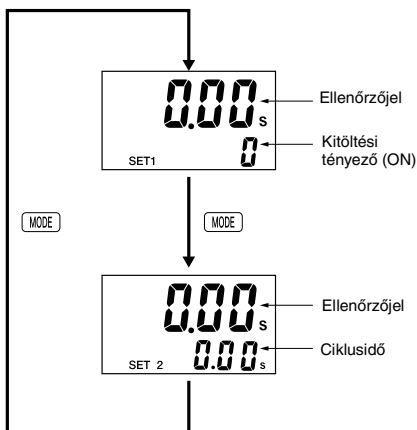 0.00 s
Ellenőrzőjel
SET1 0
Kitöltési
tényező (ON)
MODE
MODE
0.00 s
Ellenőrzőjel
SET 2 0.00 s
Ciklusidő